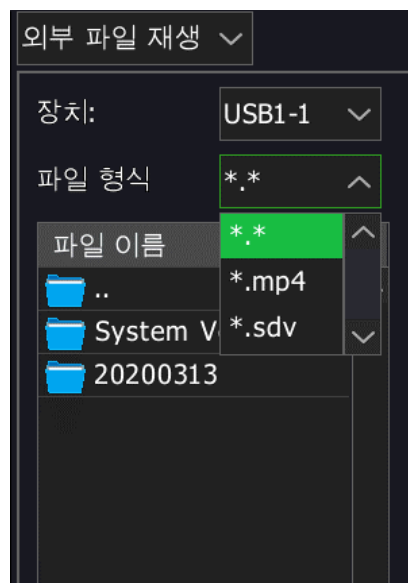 외부 파일 재생
장치: USB1-1
파일 형식 *.*
파일 이름 *.*
..
*.mp4
System V
*.sdv
20200313